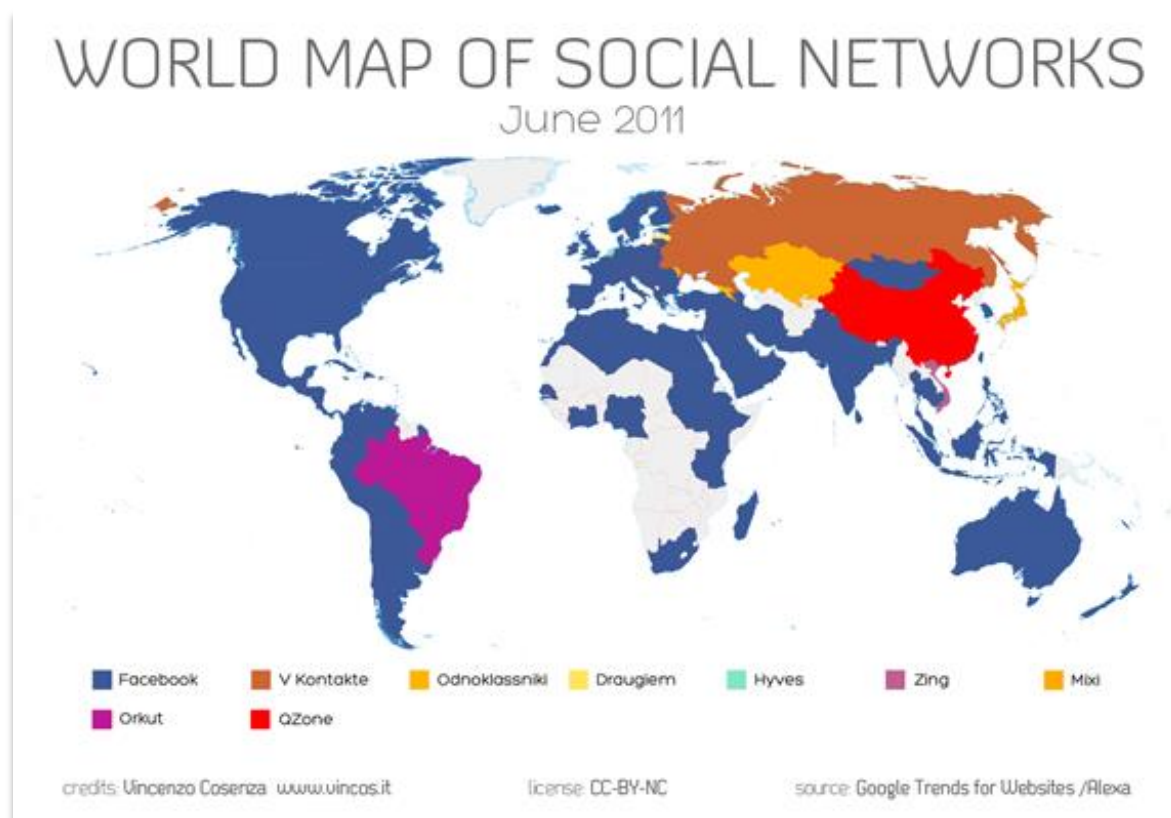 WORLD MAP OF SOCIAL NETWORKS
June 2011
Facebook V Kontakte Odnoklassniki Draugiem Hyves Zing Mixi
Orkut QZone
credits: Vincenzo Cosenza www.vincos.it license: CC-BY-NC source: Google Trends for Websites /Alexa